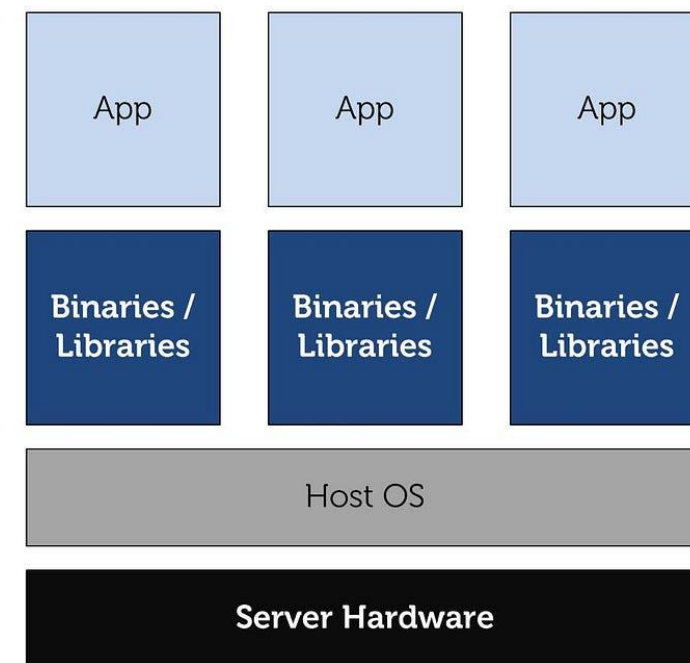 App
App
App
Binaries /
Libraries
Binaries /
Libraries
Binaries /
Libraries
Host OS
Server Hardware